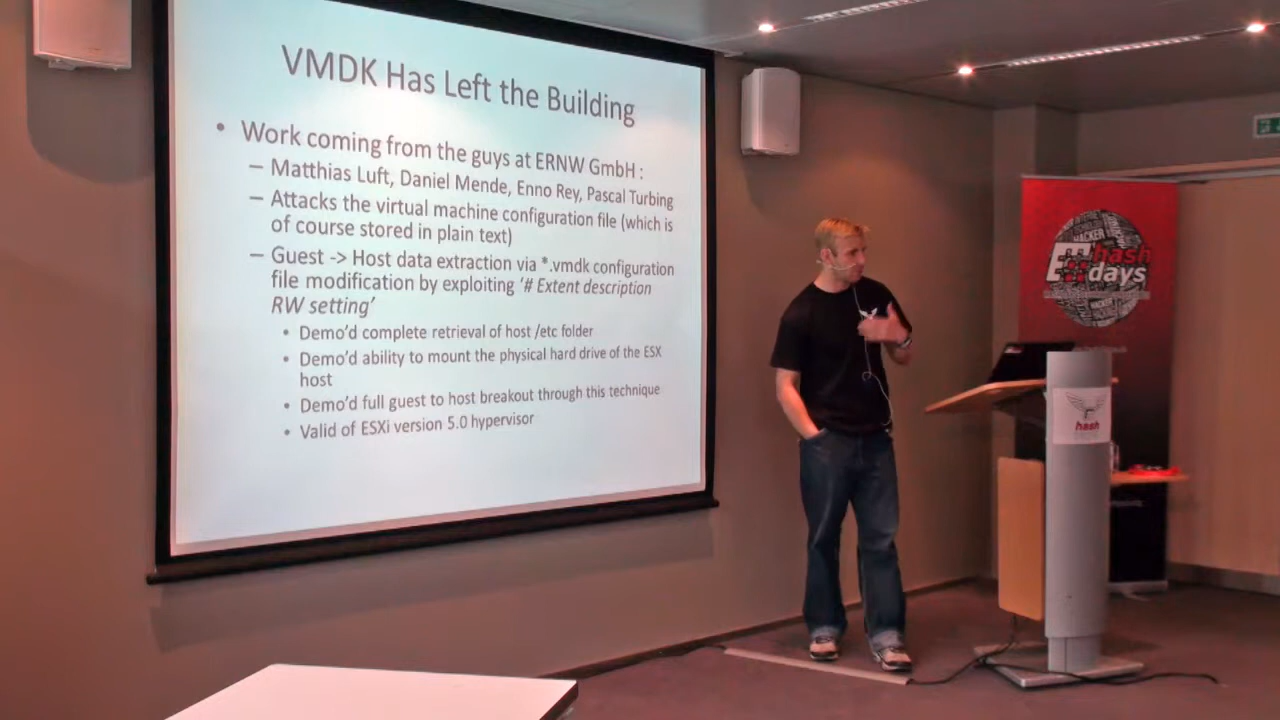 VMDK Has Left the Building
• Work coming from the guys at ERNW GmbH :
– Matthias Luft, Daniel Mende, Enno Rey, Pascal Turbing
– Attacks the virtual machine configuration file (which is
of course stored in plain text)
– Guest -> Host data extraction via *.vmdk configuration
file modification by exploiting '# Extent description
RW setting'
• Demo'd complete retrieval of host /etc folder
• Demo'd ability to mount the physical hard drive of the ESX
host
• Demo'd full guest to host breakout through this technique
• Valid of ESXi version 5.0 hypervisor
HACKER
hash
days
hash